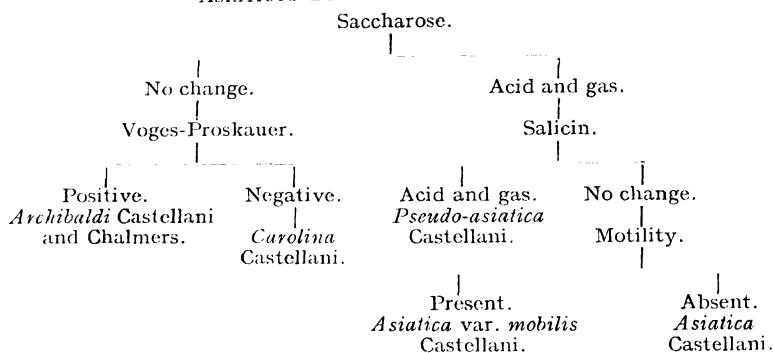 Saccharose.
No change. Acid and gas.
Voges-Proskauer. Salicin.
Positive. Negative. Acid and gas. No change.
Archibaldi Castellani Carolina Pseudo-asiatica Motility.
and Chalmers. Castellani. Castellani.
Present. Absent.
Asiatica var. mobilis Asiatica
Castellani. Castellani.